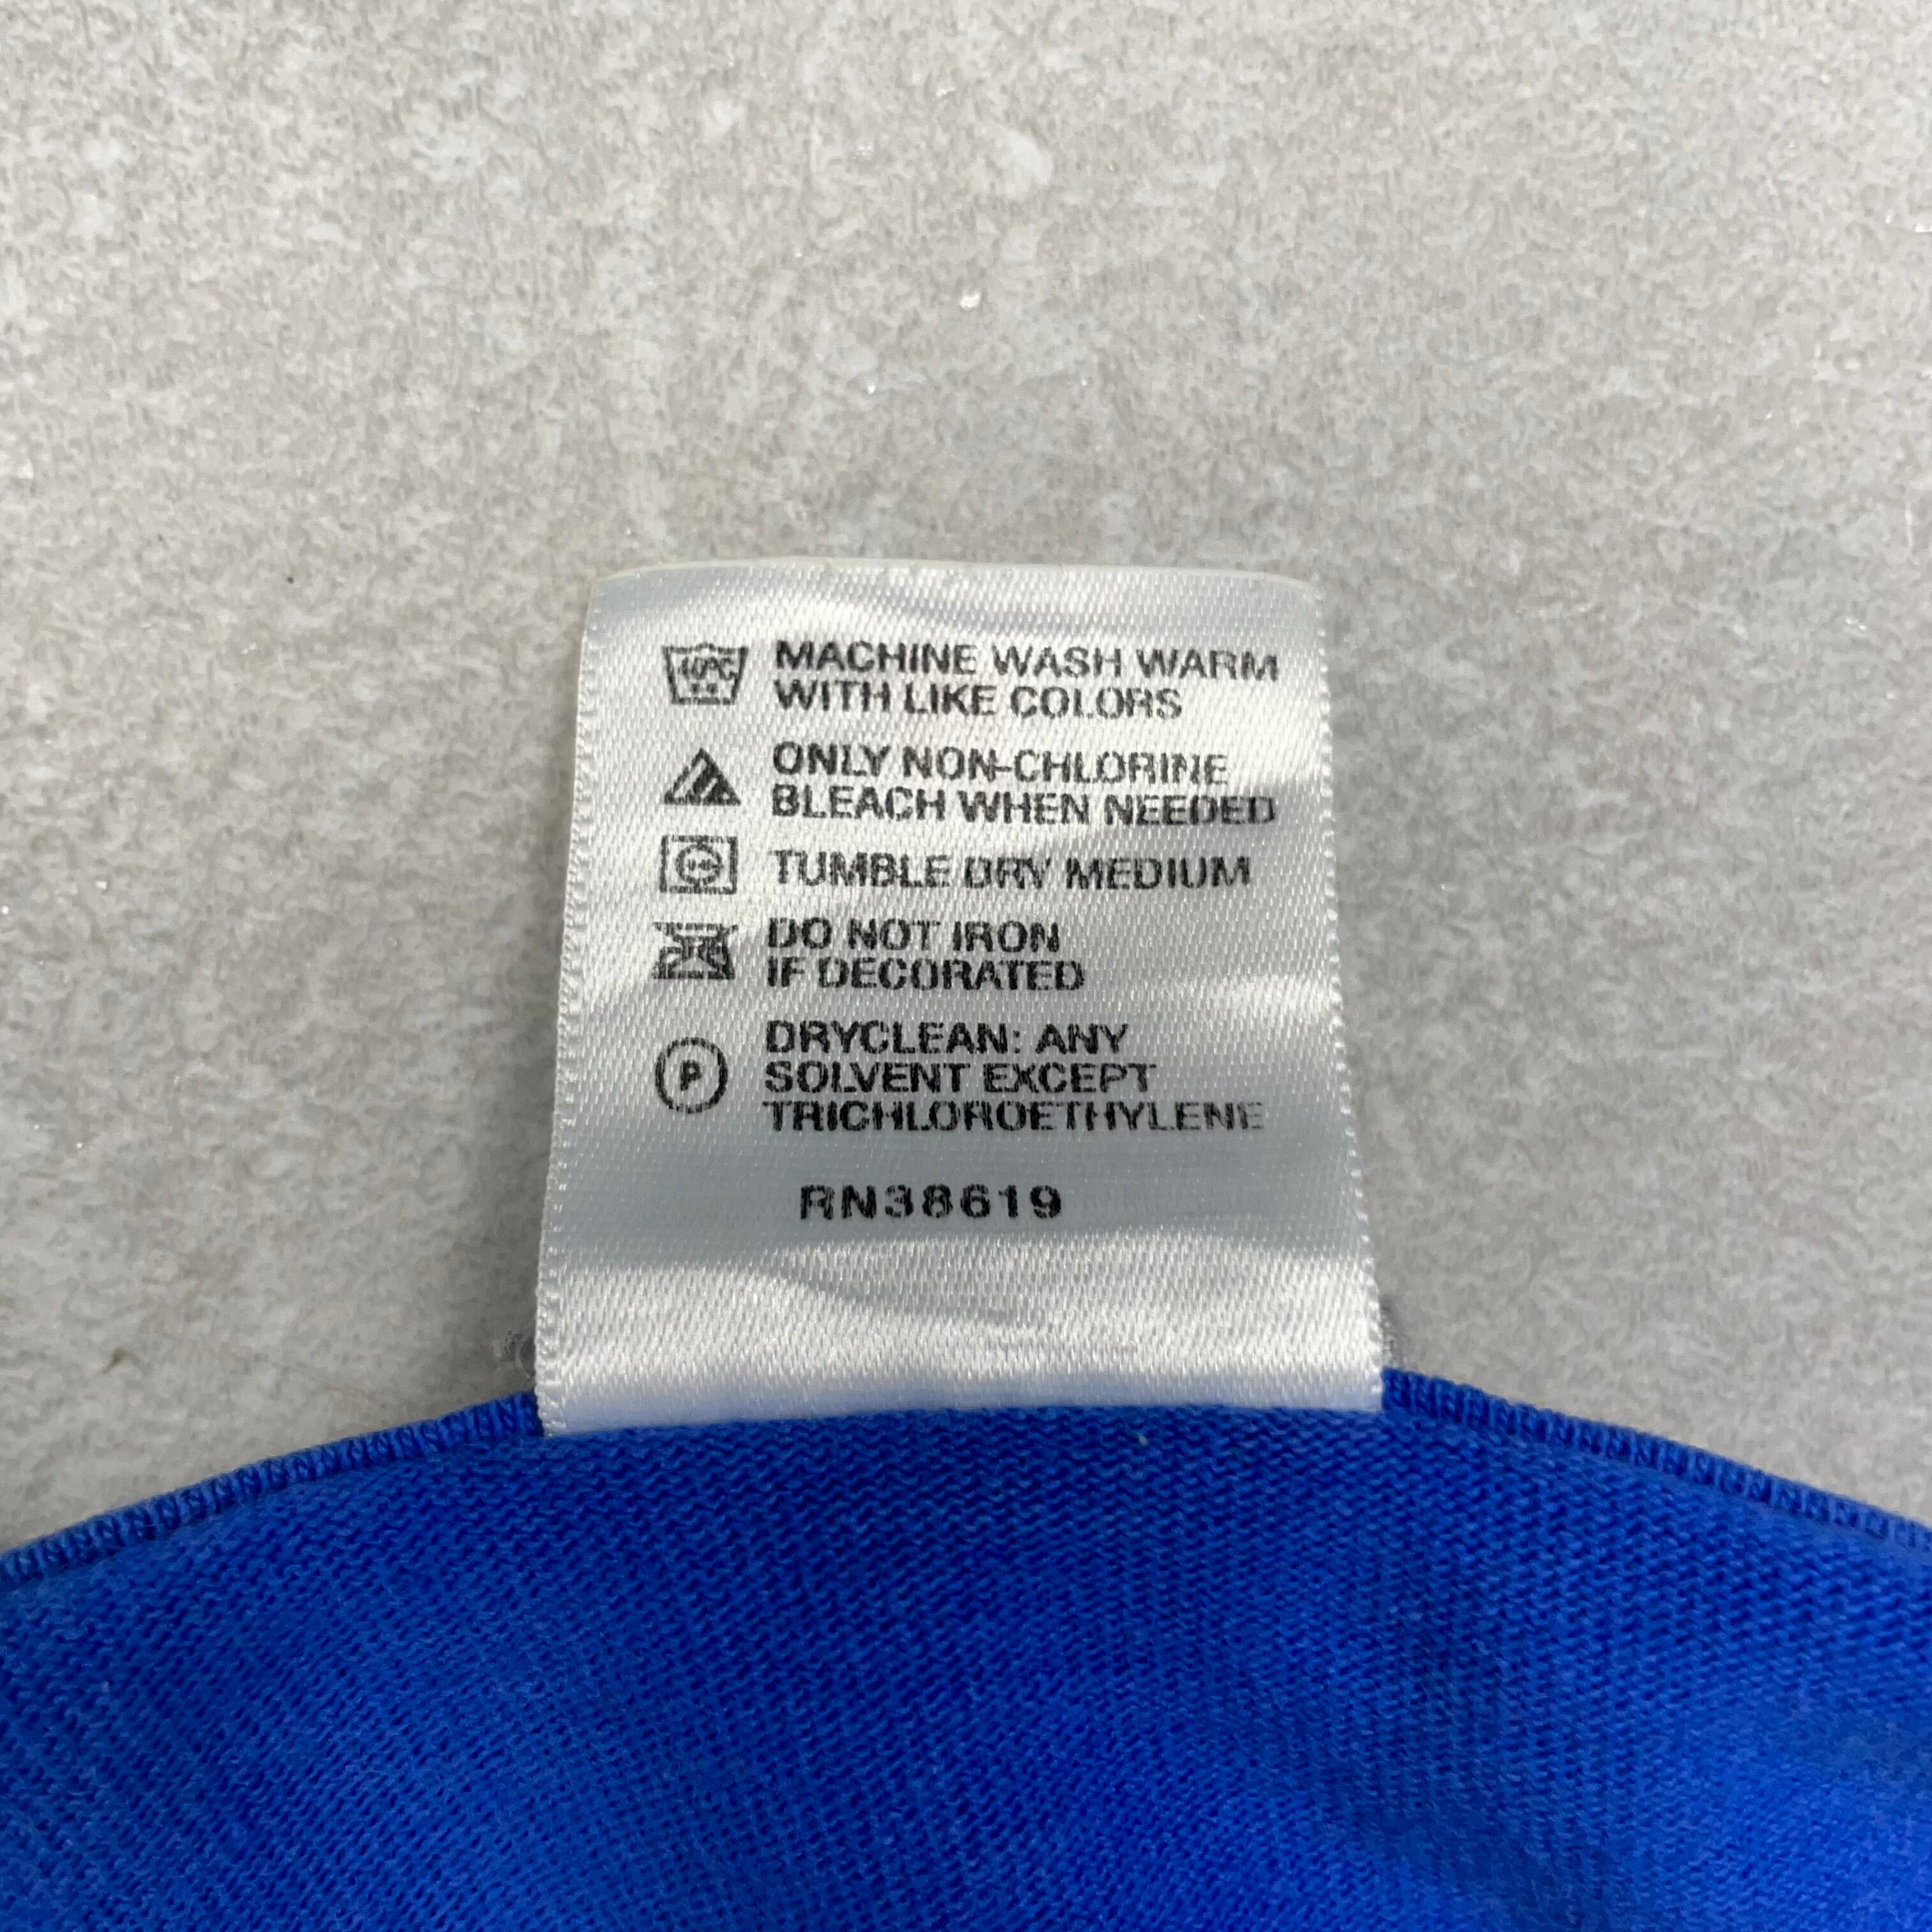 40°C
MACHINE WASH WARM
WITH LIKE COLORS
ONLY NON-CHLORINE
BLEACH WHEN NEEDED
TUMBLE DRY MEDIUM
DO NOT IRON
IF DECORATED
P
DRYCLEAN: ANY
SOLVENT EXCEPT
TRICHLOROETHYLENE
RN38619